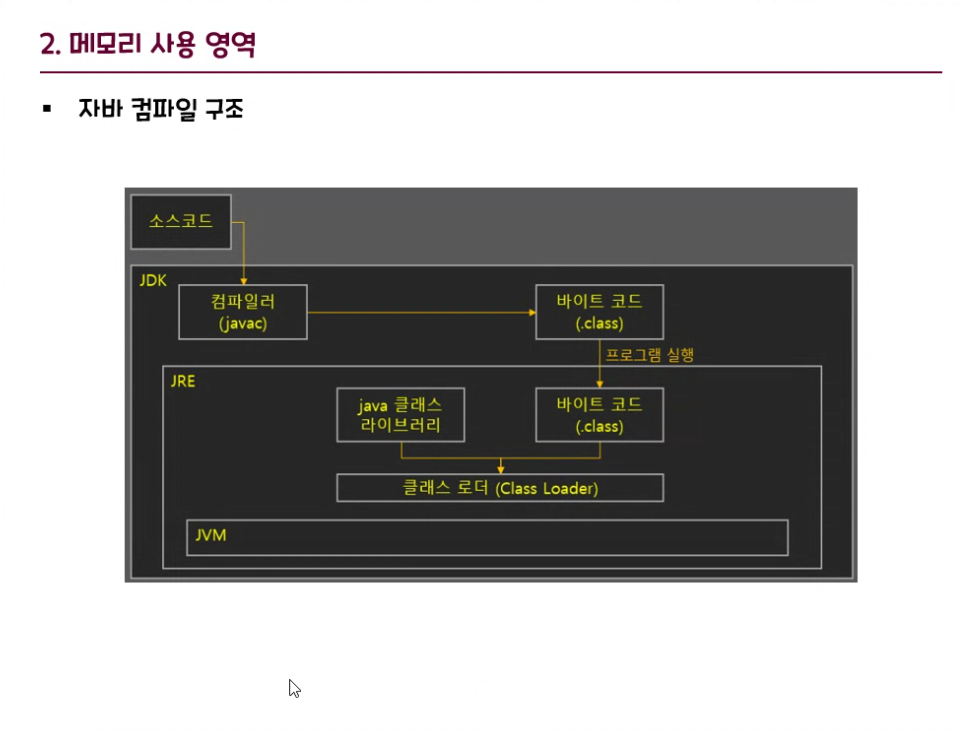 2. 메모리 사용 영역
▪ 자바 컴파일 구조
소스코드
JDK
컴파일러
(javac)
바이트 코드
(.class)
프로그램 실행
JRE
java 클래스
라이브러리
바이트 코드
(.class)
클래스 로더 (Class Loader)
JVM